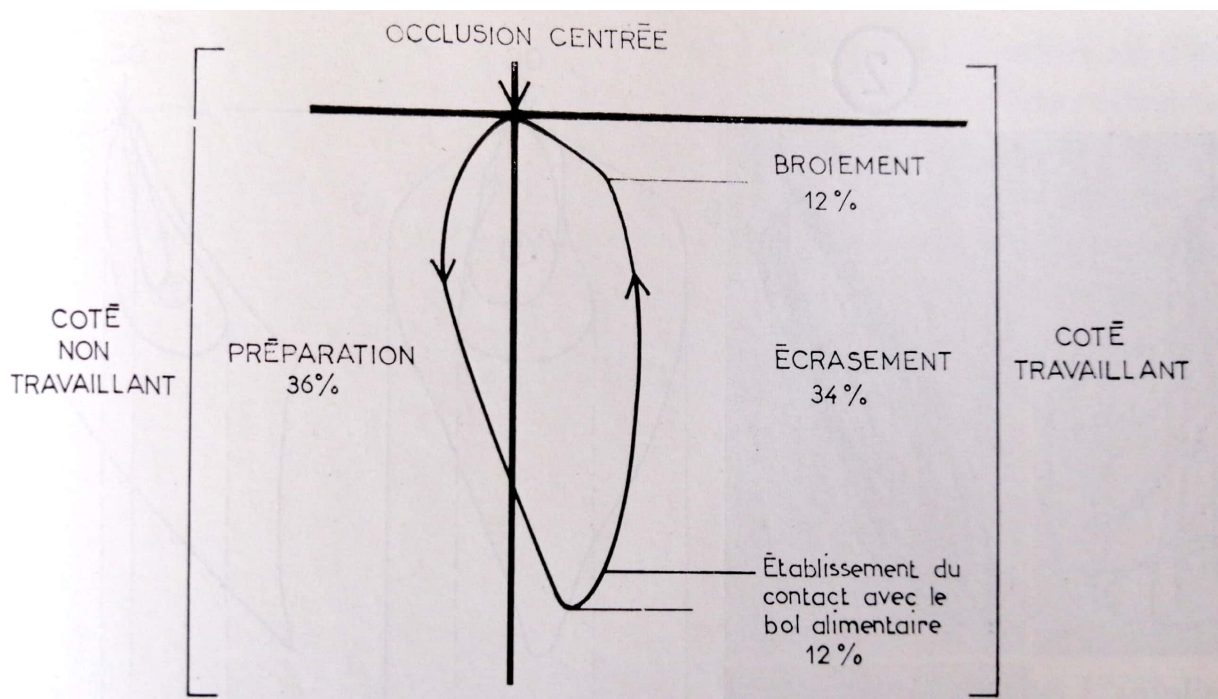 OCCLUSION CENTRÉE
2
BROIEMENT
12%
COTÉ
NON
TRAVAILLANT
PRÉPARATION
36%
ÉCRASEMENT
34%
COTÉ
TRAVAILLANT
Établissement du
contact avec le
bol alimentaire
12%